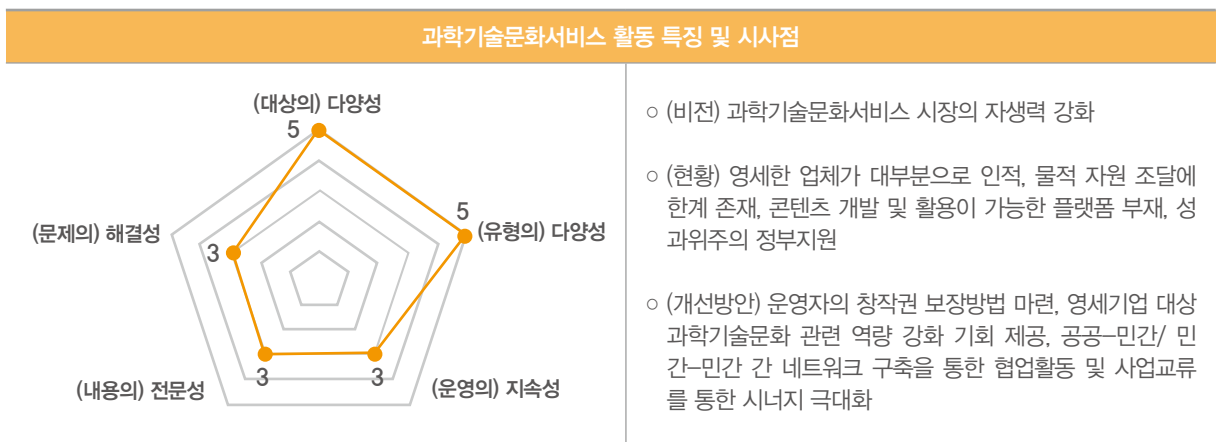 과학기술문화서비스 활동 특징 및 시사점
(대상의) 다양성
5
5
(유형의) 다양성
(문제의) 해결성
3
3
3
(내용의) 전문성
(운영의) 지속성
○ (비전) 과학기술문화서비스 시장의 자생력 강화
○ (현황) 영세한 업체가 대부분으로 인적, 물적 자원 조달에
한계 존재, 콘텐츠 개발 및 활용이 가능한 플랫폼 부재, 성
과위주의 정부지원
○ (개선방안) 운영자의 창작권 보장방법 마련, 영세기업 대상
과학기술문화 관련 역량 강화 기회 제공, 공공–민간/ 민
간–민간 간 네트워크 구축을 통한 협업활동 및 사업교류
를 통한 시너지 극대화